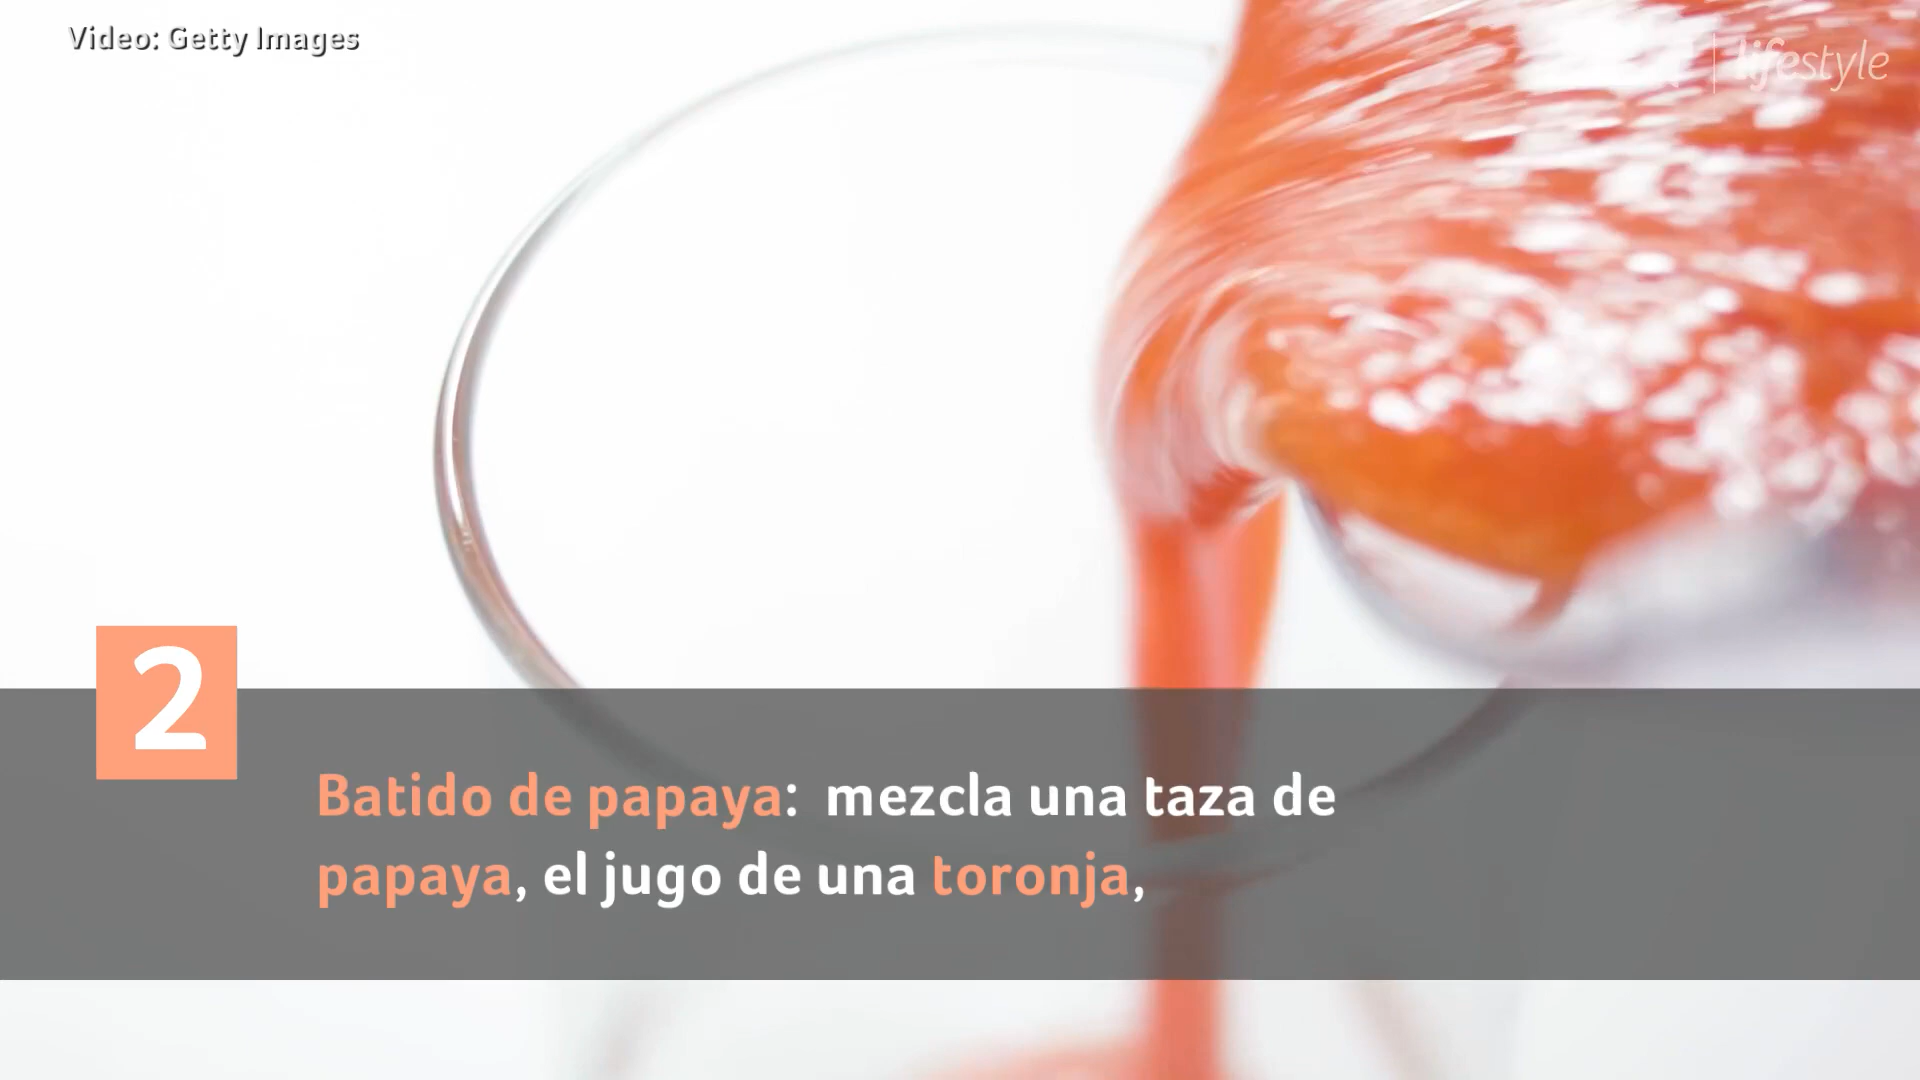 Video: Getty Images
lifestyle
2
Batido de papaya: mezcla una taza de
papaya, el jugo de una toronja,